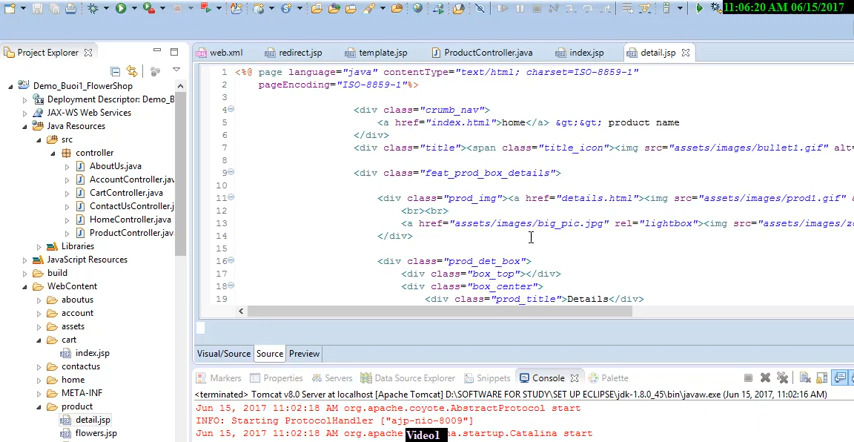 11:06:20 AM 06/15/2017
Project Explorer
web.xml
redirect.jsp
template.jsp
ProductController.java
index.jsp
detail.jsp
Demo_Buoi1_FlowerShop
Deployment Descriptor: Demo_B
JAX-WS Web Services
Java Resources
src
controller
AboutUs.java
AccountController.java
CartController.java
ContactUsController.java
HomeController.java
ProductController.java
Libraries
JavaScript Resources
build
WebContent
aboutus
account
assets
cart
index.jsp
contactus
home
META-INF
product
detail.jsp
flowers.jsp
1 <%@ page language="java" contentType="text/html; charset=ISO-8859-1"
2 pageEncoding="ISO-8859-1"%>
3
4 <div class="crumb_nav">
5 <a href="index.html">home</a> &gt;&gt; product name
6 </div>
7 <div class="title"><span class="title_icon"><img src="assets/images/bullet1.gif" alt
8
9 <div class="feat_prod_box_details">
10
11 <div class="prod_img"><a href="details.html"><img src="assets/images/prod1.gif"
12 <br><br>
13 <a href="assets/images/big_pic.jpg" rel="lightbox"><img src="assets/images/zo
14 </div>
15
16 <div class="prod_det_box">
17 <div class="box_top"></div>
18 <div class="box_center">
19 <div class="prod_title">Details</div>
Visual/Source
Source
Preview
Markers
Properties
Servers
Data Source Explorer
Snippets
Console
Palette
<terminated> Tomcat v8.0 Server at localhost [Apache Tomcat] D:\SOFTWARE FOR STUDY\SET UP ECLIPSE\jdk-1.8.0_45\bin\javaw.exe (Jun 15, 2017, 11:02:16 AM)
Jun 15, 2017 11:02:18 AM org.apache.coyote.AbstractProtocol start
INFO: Starting ProtocolHandler ["ajp-nio-8009"]
Jun 15, 2017 11:02:18 AM
na.startup.Catalina start
Video1